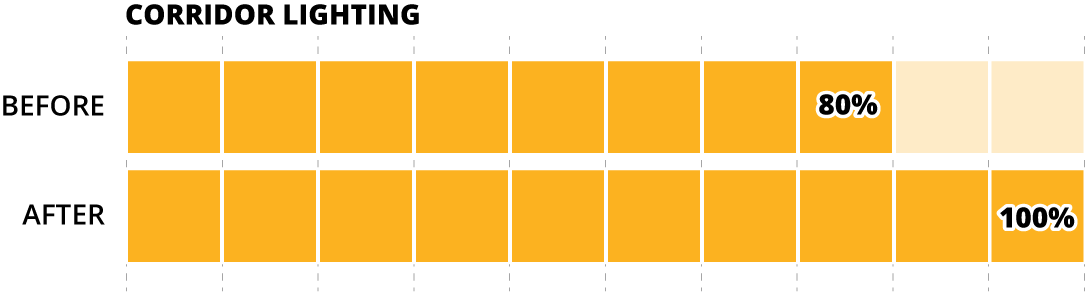 CORRIDOR LIGHTING
BEFORE
80%
AFTER
100%